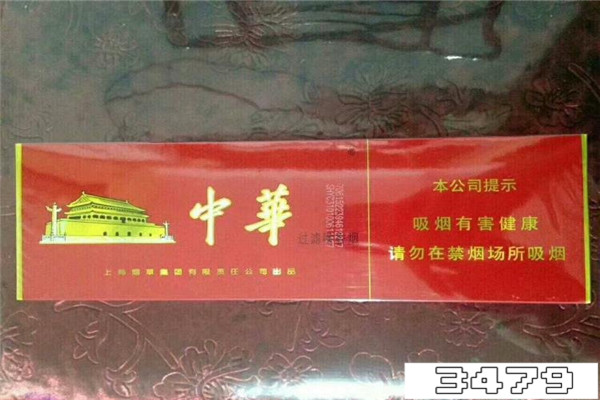 中華
过滤嘴香烟
上海烟草集团有限责任公司出品
本公司提示
吸烟有害健康
请勿在禁烟场所吸烟
3479